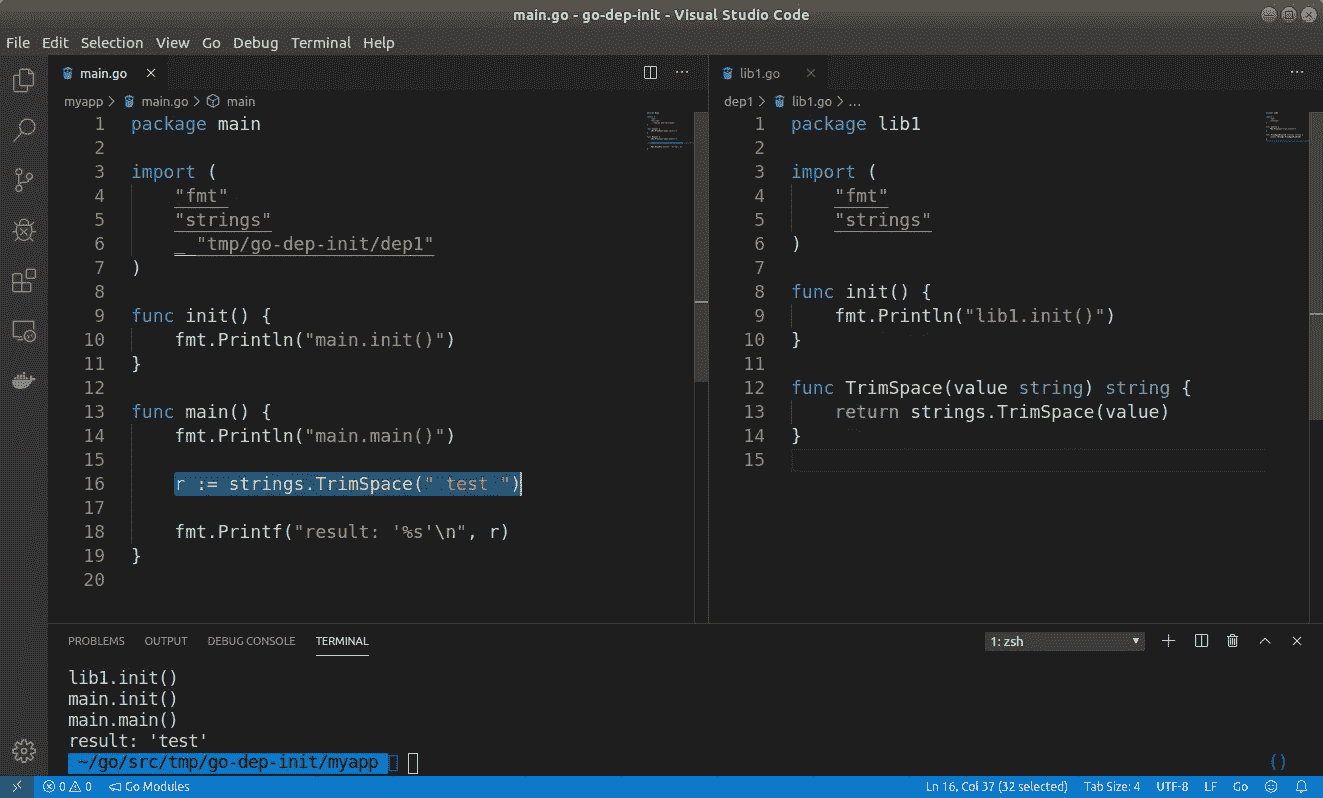 main.go - go-dep-init - Visual Studio Code
File Edit Selection View Go Debug Terminal Help
main.go
myapp > main.go > main
1 package main
2
3 import (
4 "fmt"
5 "strings"
6 _ "tmp/go-dep-init/dep1"
7 )
8
9 func init() {
10 fmt.Println("main.init()")
11 }
12
13 func main() {
14 fmt.Println("main.main()")
15
16 r := strings.TrimSpace(" test ")
17
18 fmt.Printf("result: '%s'\n", r)
19 }
20
lib1.go
dep1 > lib1.go > ...
1 package lib1
2
3 import (
4 "fmt"
5 "strings"
6 )
7
8 func init() {
9 fmt.Println("lib1.init()")
10 }
11
12 func TrimSpace(value string) string {
13 return strings.TrimSpace(value)
14 }
15
PROBLEMS OUTPUT DEBUG CONSOLE TERMINAL 1: zsh
lib1.init()
main.init()
main.main()
result: 'test'
~/go/src/tmp/go-dep-init/myapp
0 0 Go Modules Ln 16, Col 37 (32 selected) Tab Size: 4 UTF-8 LF Go